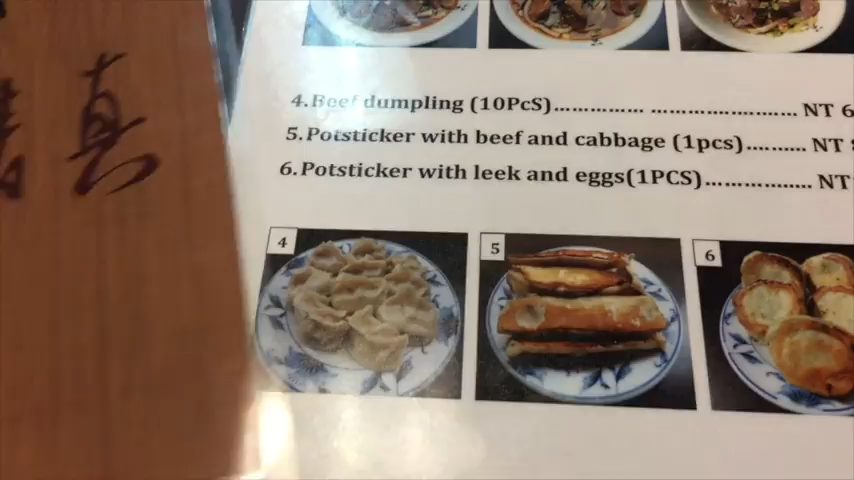 真
4.Beef dumpling (10PcS)................ ............................ NT 6
5.Potsticker with beef and cabbage (1pcs).......... NT
6.Potsticker with leek and eggs(1PCS)................. NT
4
5
6